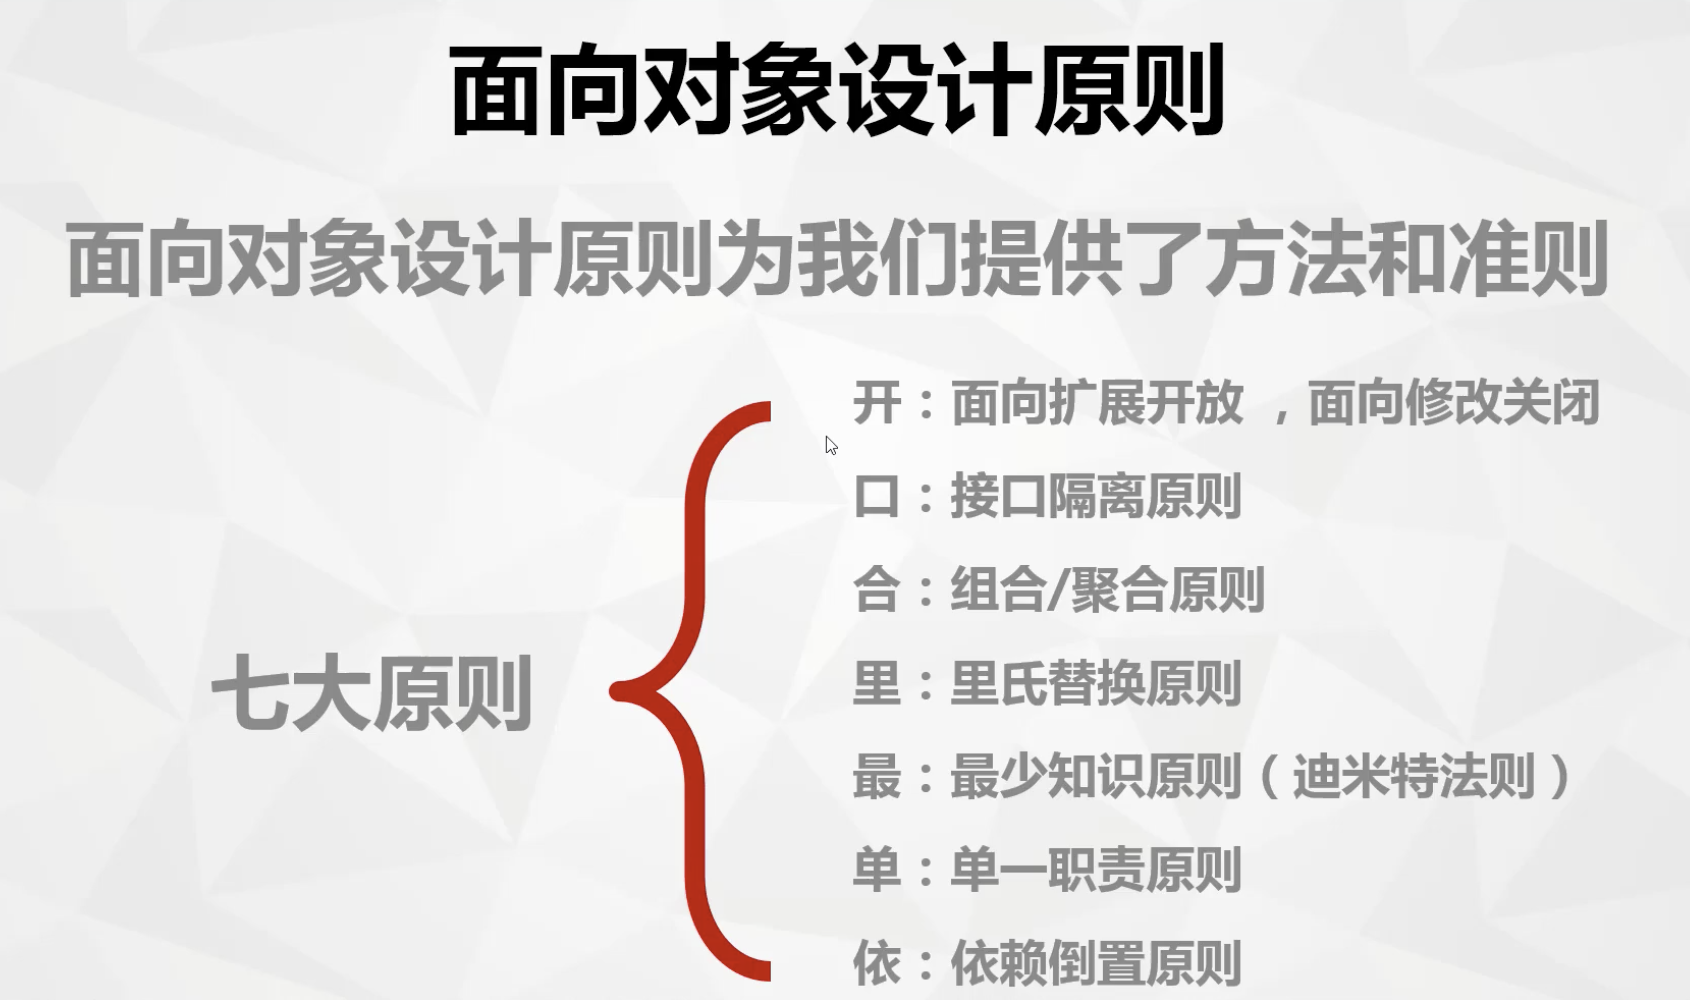 面向对象设计原则
面向对象设计原则为我们提供了方法和准则
七大原则
开：面向扩展开放 ，面向修改关闭
口：接口隔离原则
合：组合/聚合原则
里：里氏替换原则
最：最少知识原则（迪米特法则）
单：单一职责原则
依：依赖倒置原则